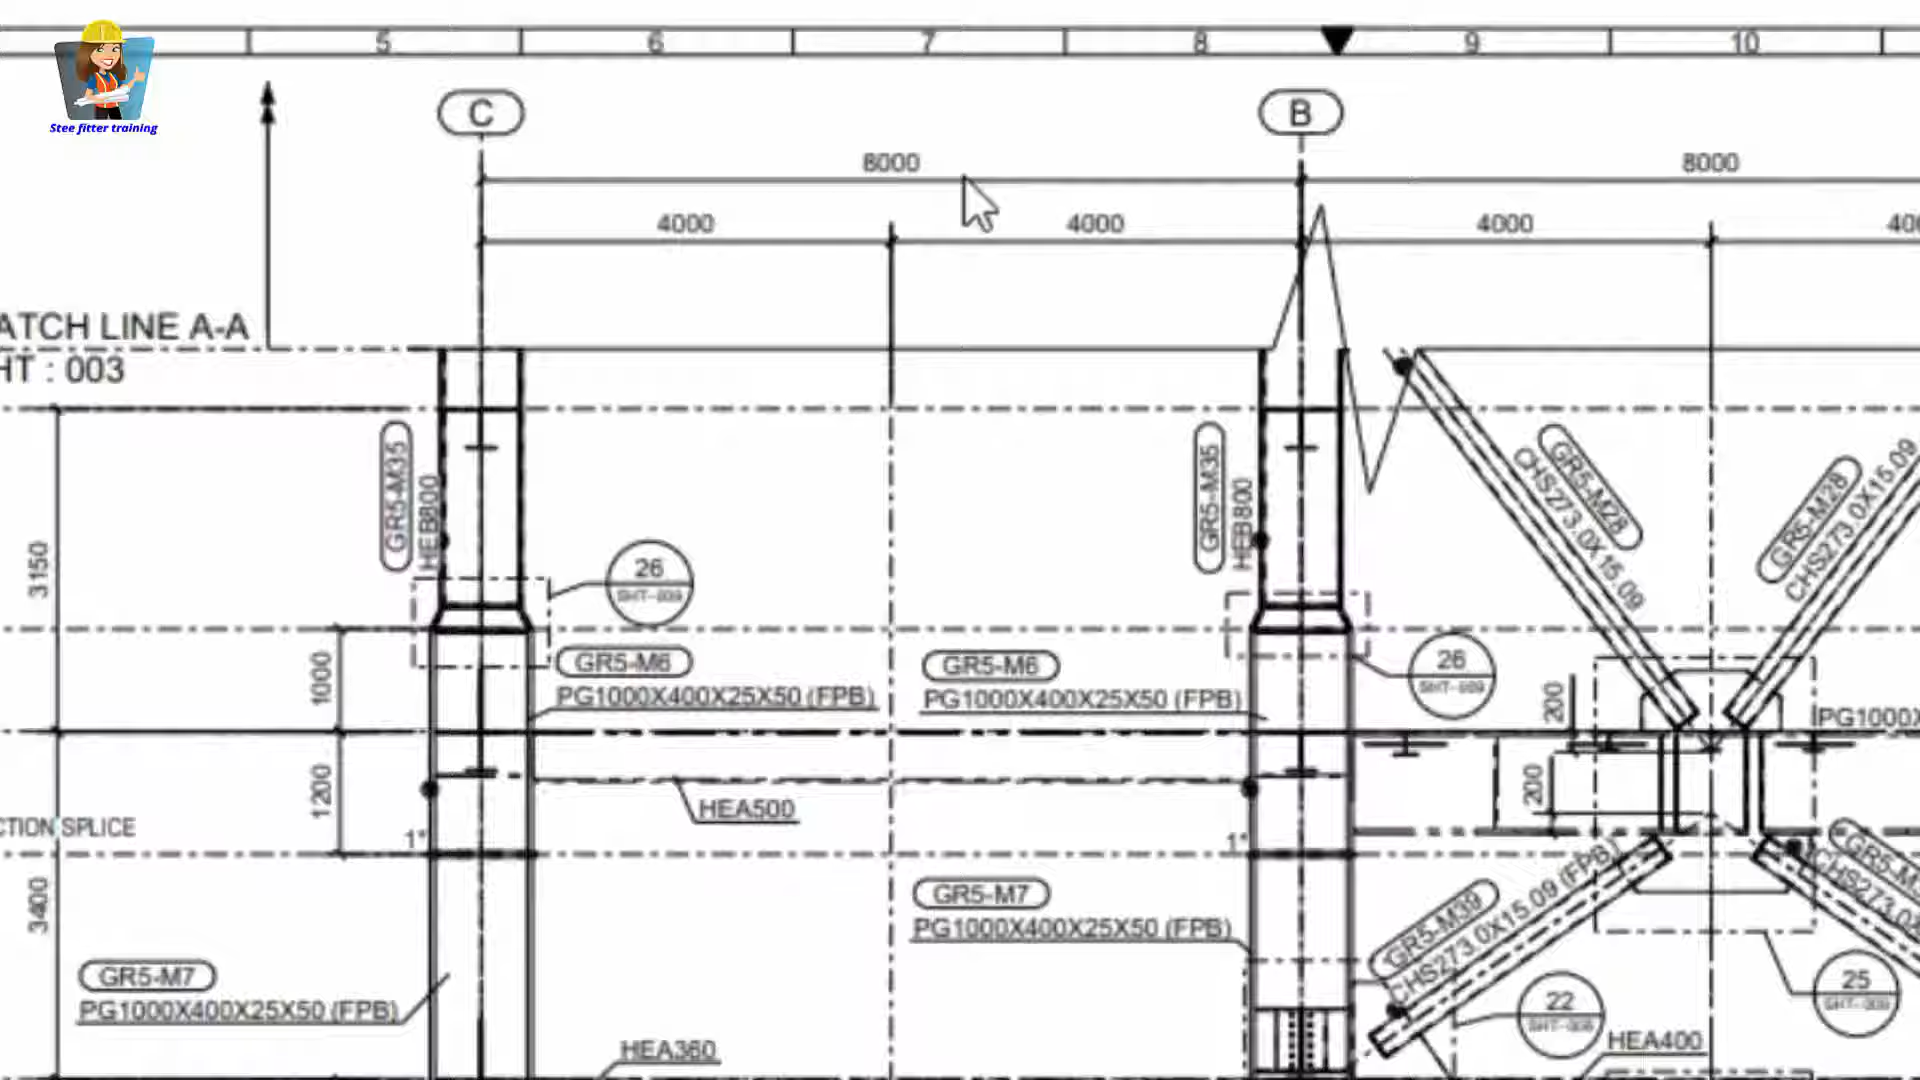 5 6 7 8 9 10
Stee fitter training
C B
8000 8000
4000 4000 4000
ATCH LINE A-A
HT : 003
GR5-M35
HEB800
GR5-M35
HEB800
GR5-M28
CHS273.0X15.09
GR5-M28
CHS273.0X15.09
3150
26
SHT-009
26
SHT-009
1000
GR5-M6
PG1000X400X25X50 (FPB)
GR5-M6
PG1000X400X25X50 (FPB)
200
PG1000X
1200
HEA500
200
CTION SPLICE
1"
1"
3400
GR5-M7
PG1000X400X25X50 (FPB)
GR5-M39
CHS273.0X15.09 (FPB)
CHS273.0X
GR5-M7
PG1000X400X25X50 (FPB)
22
25
HEA360
HEA400